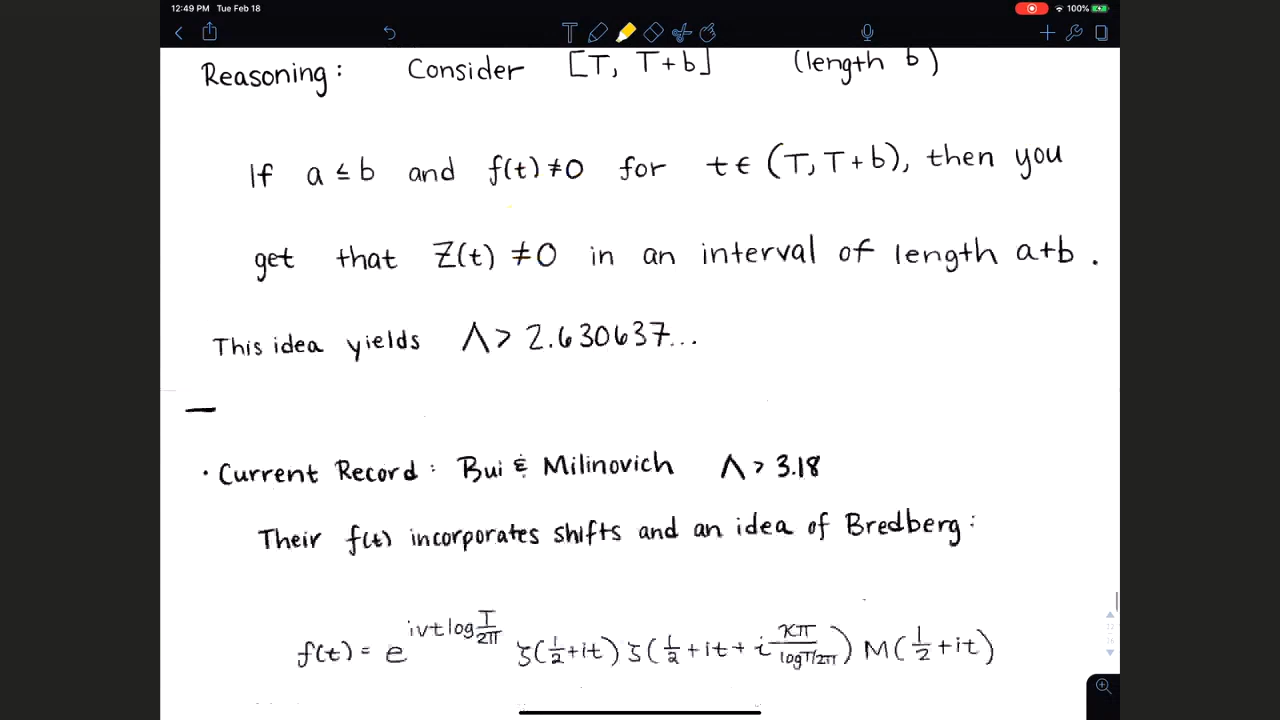 12:49 PM Tue Feb 18
100%
Reasoning : Consider [T, T+b] (length b)
If a ≤ b and f(t) ≠ 0 for t ∈ (T, T+b), then you
get that Z(t) ≠ 0 in an interval of length a+b .
This idea yields Λ > 2.630637...
• Current Record : Bui & Milinovich Λ > 3.18
Their f(t) incorporates shifts and an idea of Bredberg :
f(t) = e^{ivt log T/2π} ζ(1/2 + it) ζ(1/2 + it + i κπ/log T/2π) M(1/2 + it)